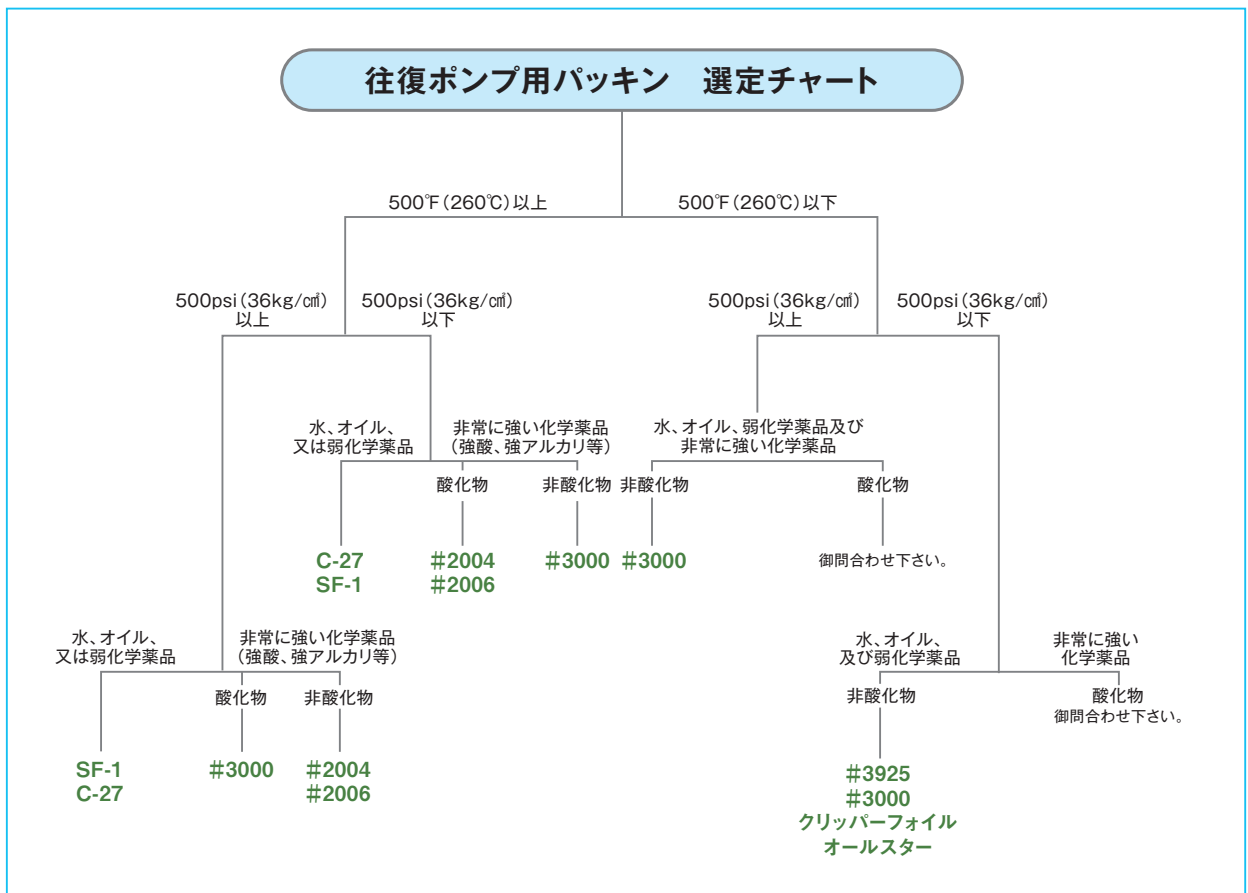 往復ポンプ用パッキン　選定チャート
500℉(260℃)以上
500℉(260℃)以下
500psi(36kg/㎠)
以上
500psi(36kg/㎠)
以下
500psi(36kg/㎠)
以上
500psi(36kg/㎠)
以下
水、オイル、
又は弱化学薬品
非常に強い化学薬品
(強酸、強アルカリ等)
水、オイル、弱化学薬品及び
非常に強い化学薬品
酸化物
非酸化物
非酸化物
酸化物
C-27
SF-1
#2004
#2006
#3000
#3000
御問合わせ下さい。
水、オイル、
又は弱化学薬品
非常に強い化学薬品
(強酸、強アルカリ等)
水、オイル、
及び弱化学薬品
非常に強い
化学薬品
酸化物
非酸化物
非酸化物
酸化物
御問合わせ下さい。
SF-1
C-27
#3000
#2004
#2006
#3925
#3000
クリッパーフォイル
オールスター